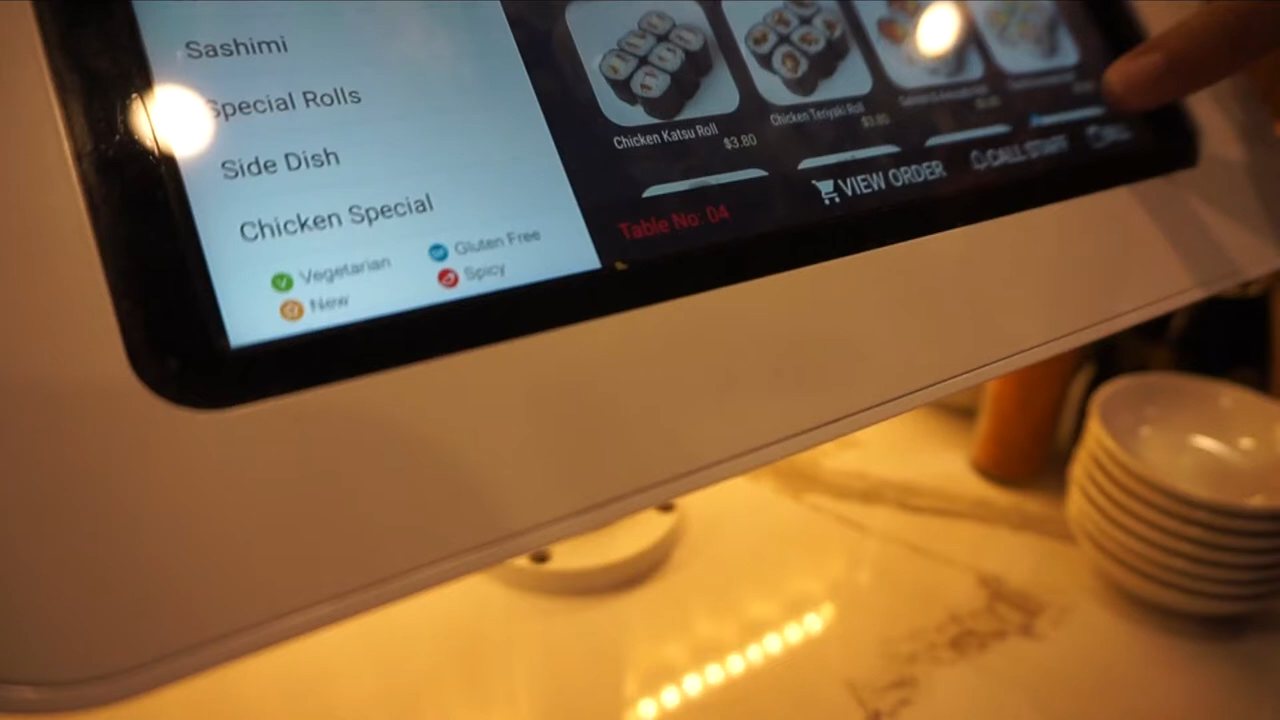 Sashimi
Special Rolls
Side Dish
Chicken Special
Vegetarian
Gluten Free
New
Spicy
Chicken Katsu Roll
$3.80
Chicken Teriyaki Roll
$3.80
Table No: 04
VIEW ORDER
CALL STAFF